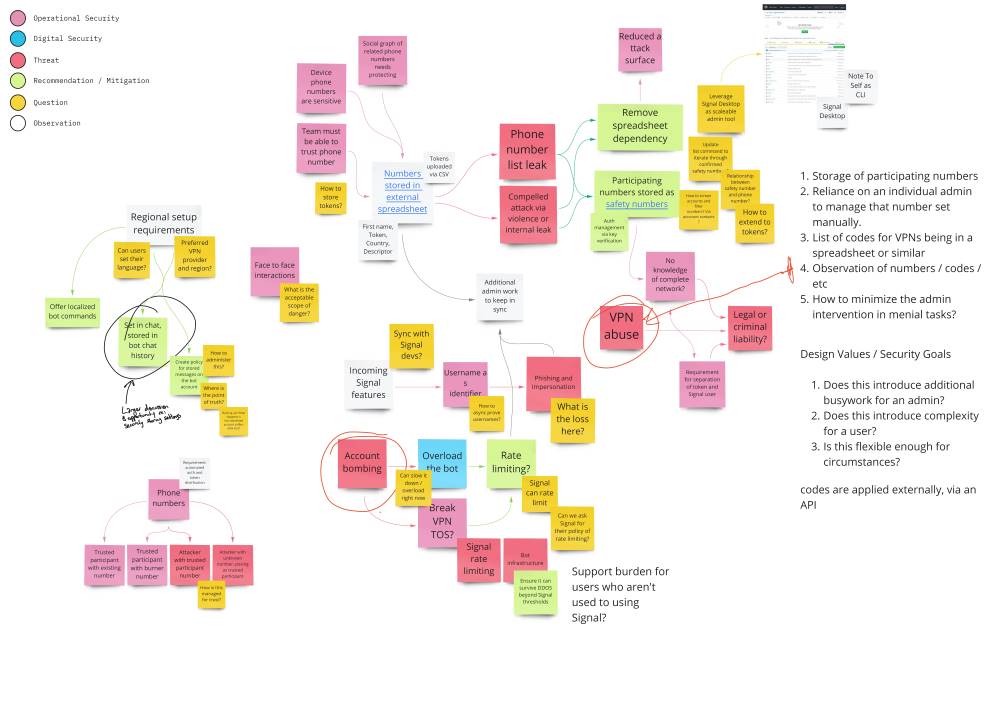 Operational Security
Digital Security
Threat
Recommendation / Mitigation
Question
Observation
Social graph of
related phone
numbers
needs
protecting
Device
phone
numbers
are sensitive
Team must
be able to
trust phone
number
How to
store
tokens?
Tokens
uploaded
via CSV
Numbers
stored in
external
spreadsheet
First name,
Token,
Country,
Descriptor
Phone
number
list leak
Compelled
attack via
violence or
internal leak
Reduced a
ttack
surface
Remove
spreadsheet
dependency
Participating
numbers stored as
safety numbers
Auth
management
via key
verification
Leverage
Signal Desktop
as scaleable
admin tool
Update
list command to
iterate through
confirmed
safety numbers
Relationship
between
safety number
and phone
number?
How to extend
to tokens?
Note To
Self as
CLI
Signal
Desktop
Regional setup
requirements
Can users
set their
language?
Preferred
VPN
provider
and region?
Offer localized
bot commands
Set in chat,
stored in
bot chat
history
Create policy
for stored
messages on
the bot
account
How to
administer
this?
Where is
the point
of truth?
Larger discussion
& opportunity re:
security storing settings
Face to face
interactions
What is the
acceptable
scope of
danger?
Additional
admin work
to keep in
sync
No
knowledge of
complete
network?
VPN
abuse
Legal or
criminal
liability?
Requirement
for separation
of token and
Signal user
Sync with
Signal
devs?
Incoming
Signal
features
Username a
s
identifier
How to
async prove
usernames?
Phishing and
impersonation
What is
the loss
here?
Account
bombing
Overload
the bot
Rate
limiting?
Can slow it
down /
overload
right now
Break
VPN
TOS?
Signal
can rate
limit
Can we ask
Signal for
their policy of
rate limiting?
Signal
rate
limiting
Bot
infrastructure
Ensure it can
survive DDOS
beyond Signal
thresholds
Support burden for
users who aren't
used to using
Signal?
Phone
numbers
Trusted
participant
with existing
number
Trusted
participant
with burner
number
Attacker
with trusted
participant
number
Attacker with
unknown
number, posing
as trusted
participant
How is this
managed
for trust?
1. Storage of participating numbers
2. Reliance on an individual admin
to manage that number set
manually.
3. List of codes for VPNs being in a
spreadsheet or similar
4. Observation of numbers / codes /
etc
5. How to minimize the admin
intervention in menial tasks?
Design Values / Security Goals
1. Does this introduce additional
busywork for an admin?
2. Does this introduce complexity
for a user?
3. Is this flexible enough for
circumstances?
codes are applied externally, via an
API